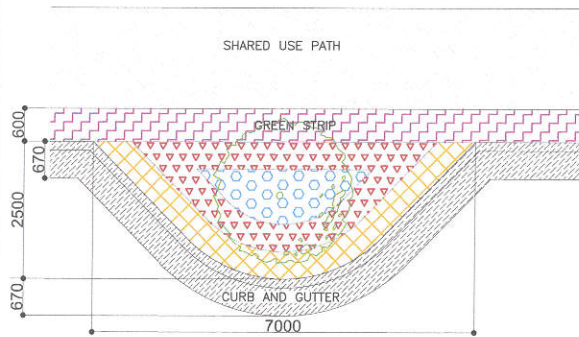 SHARED USE PATH
600
GREEN STRIP
670
2500
670
CURB AND GUTTER
7000